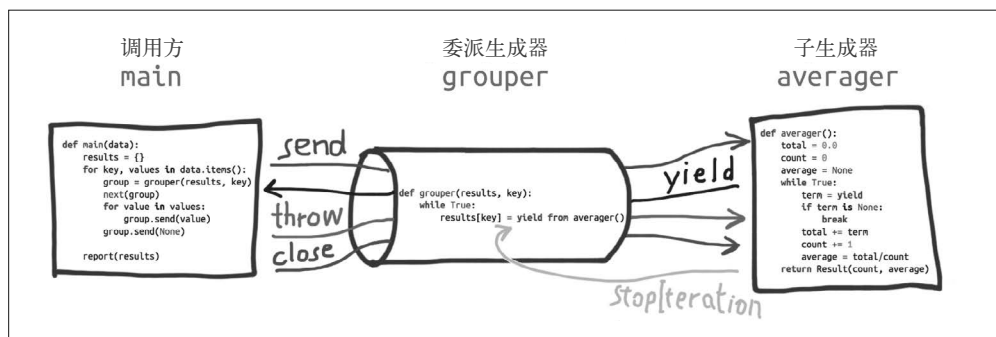 调用方
main
委派生成器
grouper
子生成器
averager
def main(data):
    results = {}
    for key, values in data.items():
        group = grouper(results, key)
        next(group)
        for value in values:
            group.send(value)
        group.send(None)

    report(results)
send
throw
close
def grouper(results, key):
    while True:
        results[key] = yield from averager()
yield
StopIteration
def averager():
    total = 0.0
    count = 0
    average = None
    while True:
        term = yield
        if term is None:
            break
        total += term
        count += 1
        average = total/count
    return Result(count, average)